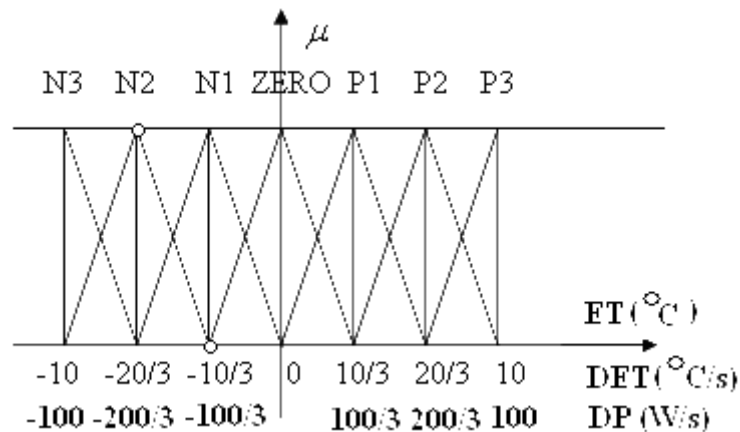 μ
N3 N2 N1 ZERO P1 P2 P3
ET (°C)
-10 -20/3 -10/3 0 10/3 20/3 10 DET (°C/s)
-100 -200/3 -100/3 100/3 200/3 100 DP (W/s)